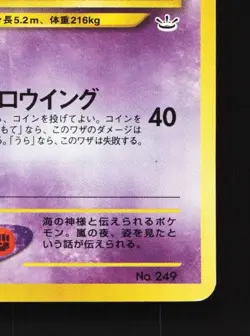 長5.2m、体重216kg
ロウイング
40
、コインを投げてよい。コインを
もて」なら、このワザのダメージは
る。「うら」なら、このワザは失敗する。
海の神様と伝えられるポケ
モン。嵐の夜、姿を見たと
いう話が伝えられる。
No. 249